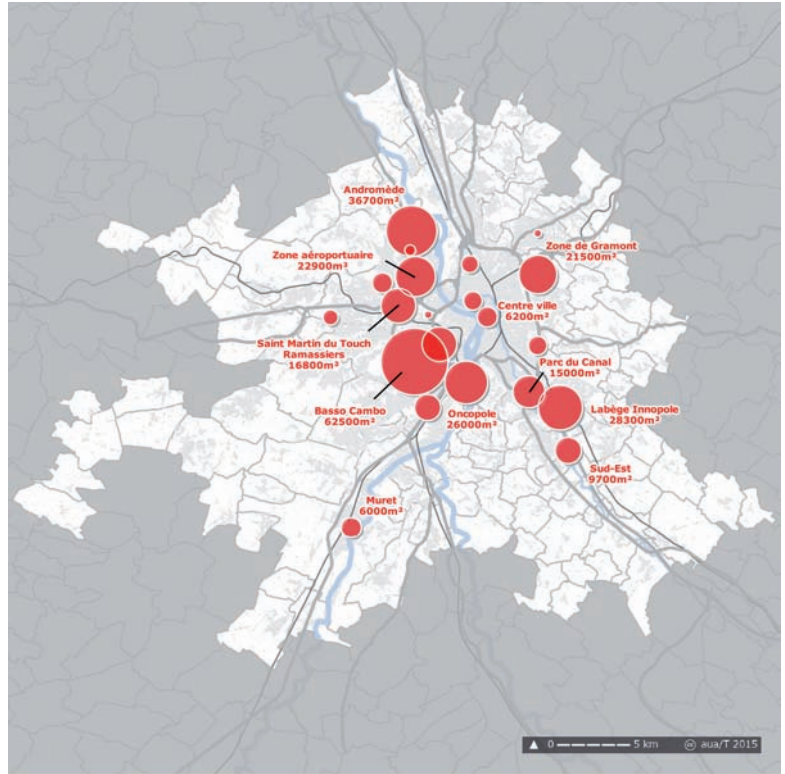 Andromède
36700m²
Zone aéroportuaire
22900m²
Zone de Gramont
21500m²
Centre ville
6200m²
Saint Martin du Touch
Ramassiers
16800m²
Parc du Canal
15000m²
Basso Cambo
62500m²
Oncopole
26000m²
Labège Innopole
28300m²
Sud-Est
9700m²
Muret
6000m²
0 5 km cc aua/T 2015